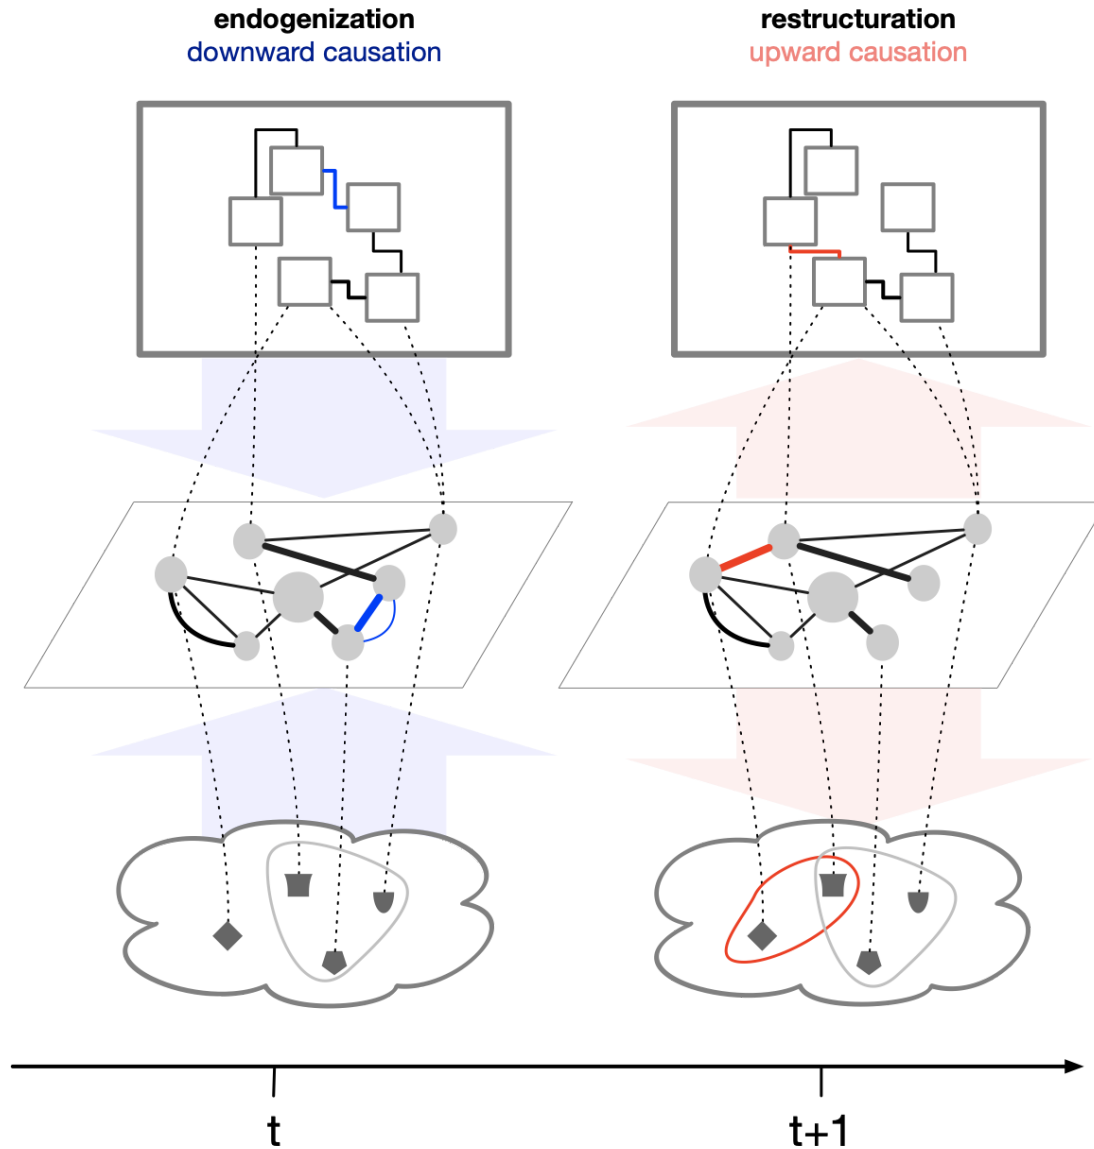 endogenization
downward causation
restructuration
upward causation
t
t+1